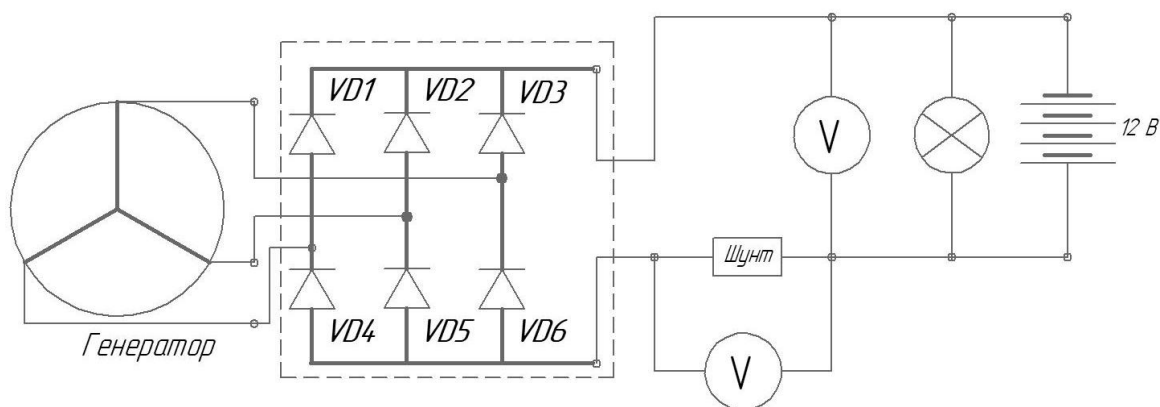 VD1 VD2 VD3
V
12 В
Шунт
VD4 VD5 VD6
Генератор
V